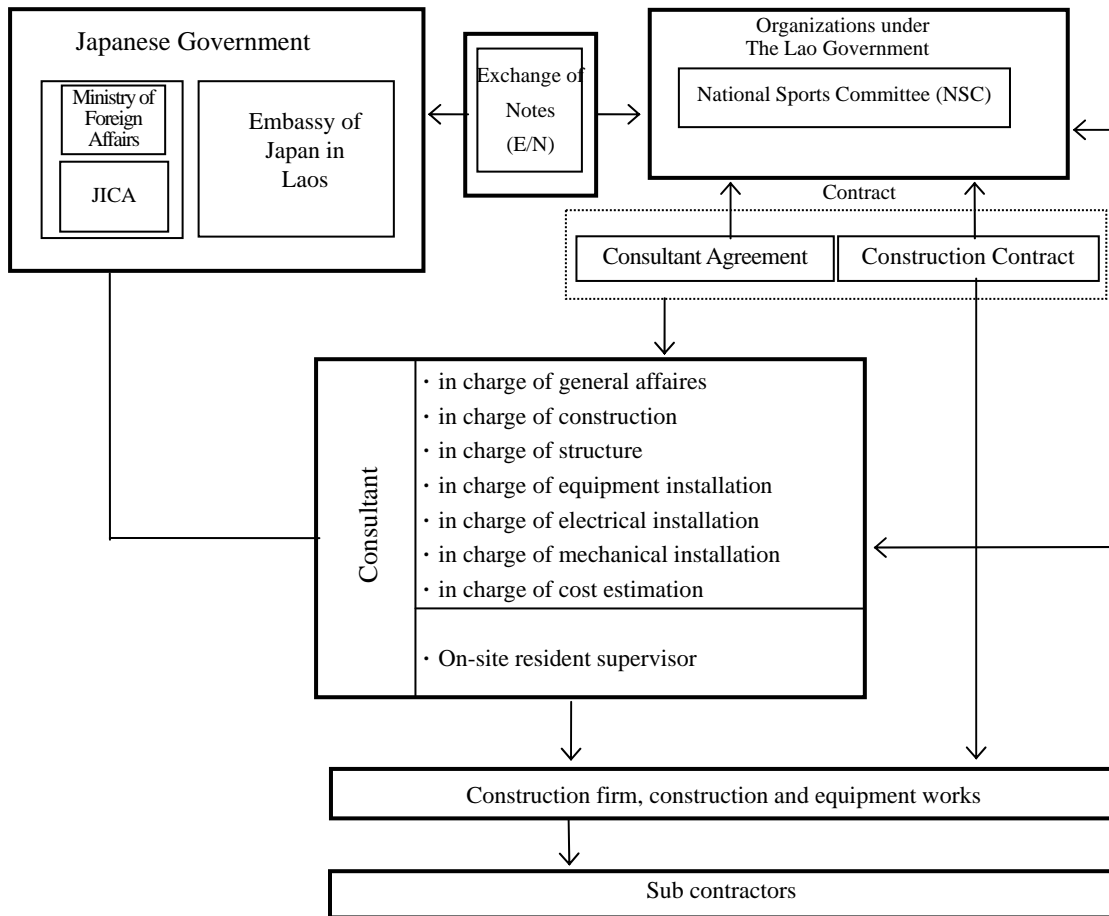 Japanese Government
Ministry of
Foreign
Affairs
JICA
Embassy of
Japan in
Laos
Exchange of
Notes
(E/N)
Organizations under
The Lao Government
National Sports Committee (NSC)
Contract
Consultant Agreement
Construction Contract
Consultant
・in charge of general affaires
・in charge of construction
・in charge of structure
・in charge of equipment installation
・in charge of electrical installation
・in charge of mechanical installation
・in charge of cost estimation
・On-site resident supervisor
Construction firm, construction and equipment works
Sub contractors